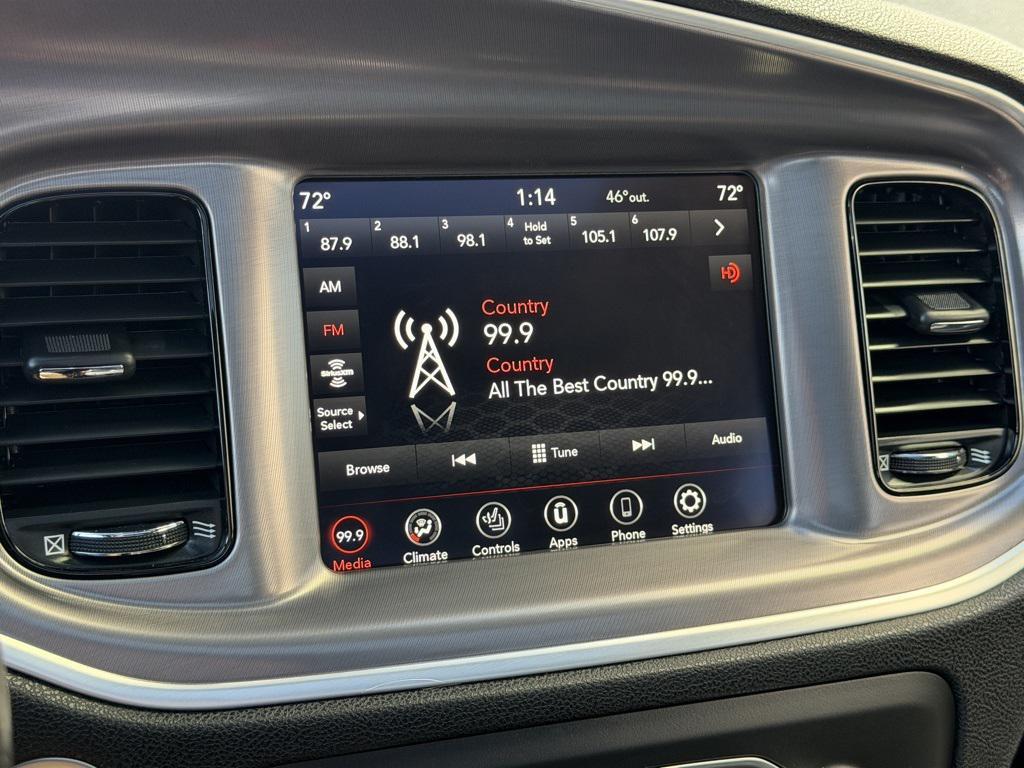 72° 1:14 46°out. 72°
1 87.9 2 88.1 3 98.1 4 Hold to Set 5 105.1 6 107.9
HD
AM
FM
SiriusXM
Source
Select
Country
99.9
Country
All The Best Country 99.9...
Browse Tune Audio
99.9
Media Climate Controls Apps Phone Settings